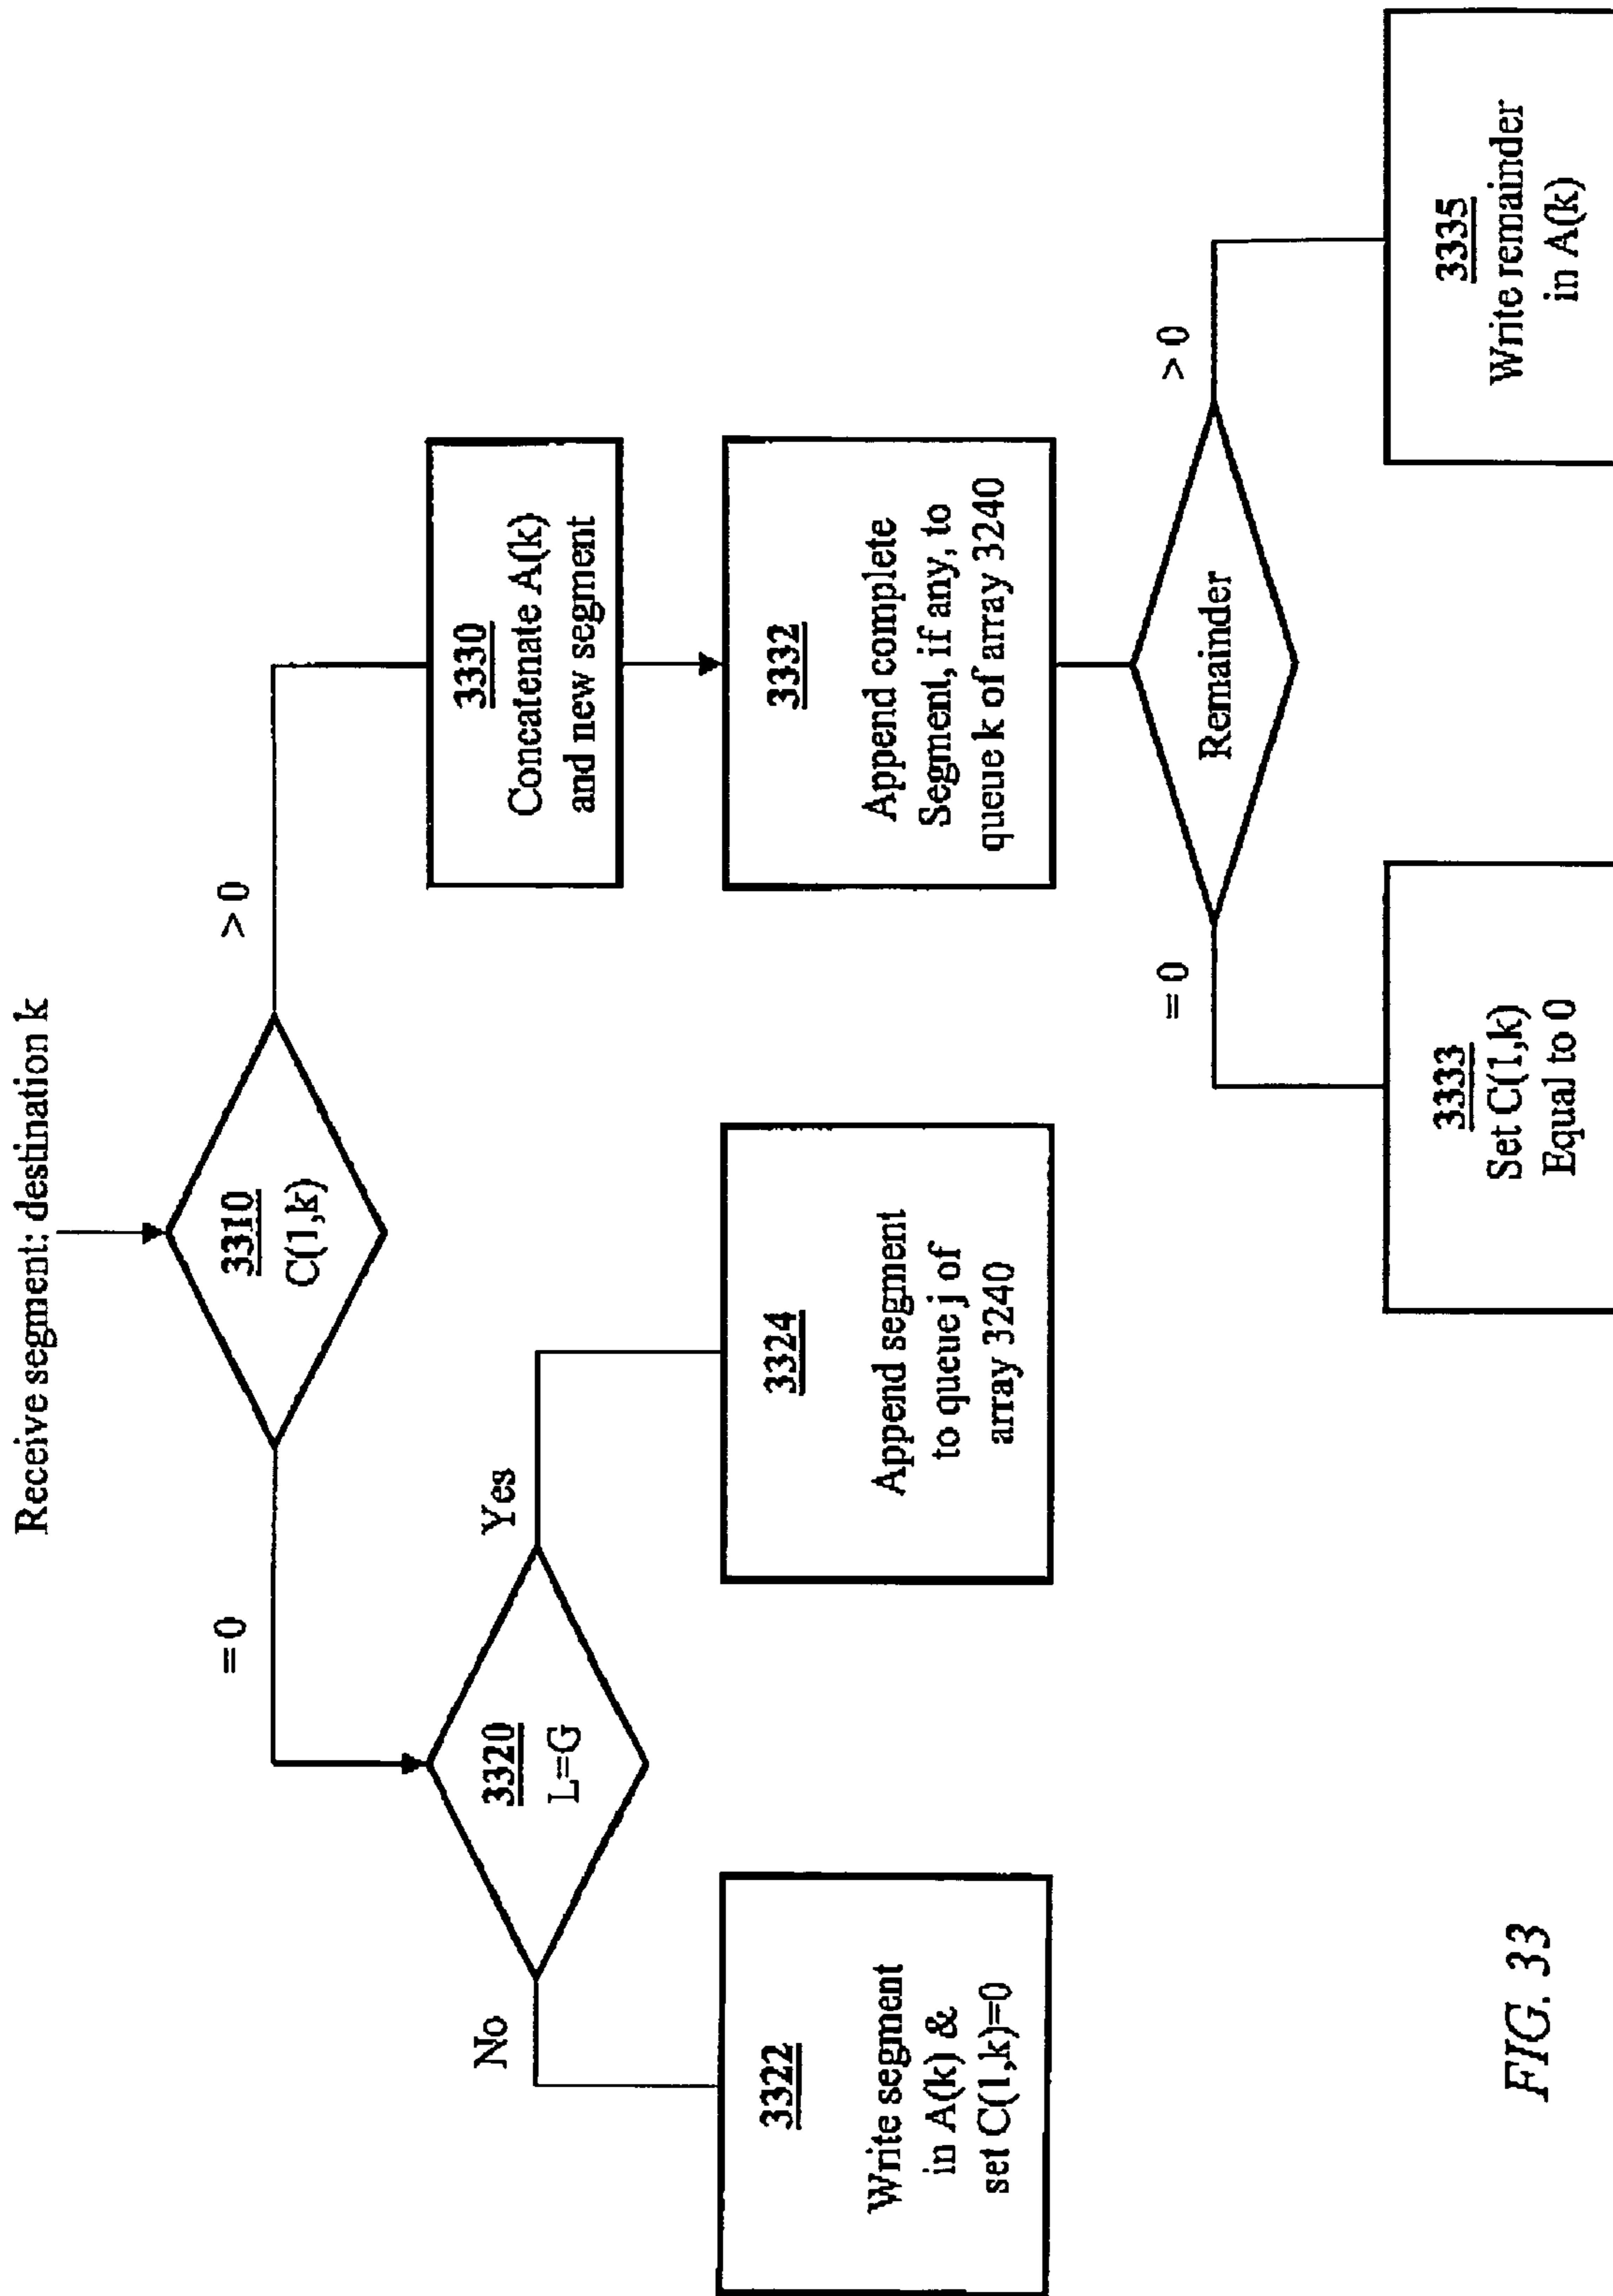 Receive segment: destination k
3310
C(1,k)
= 0
> 0
3320
L=G
No
Yes
3330
Concatenate A(k)
and new segment
3322
Write segment
in A(k) &
set C(1,k)=0
3324
Append segment
to queue j of
array 3240
3332
Append complete
Segment, if any, to
queue k of array 3240
Remainder
= 0
> 0
3333
Set C(1,k)
Equal to 0
3335
Write remainder
in A(k)
FIG. 33